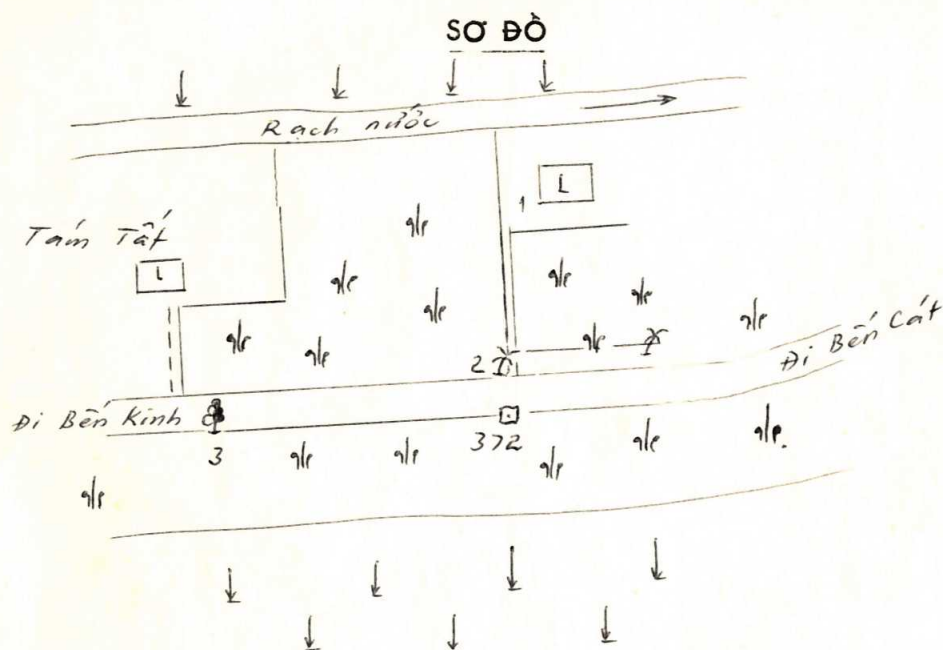 SƠ ĐỒ
Rạch nước
L
1
Tám Tất
L
2
Đi Bến Cát
Đi Bến Kinh
3
372